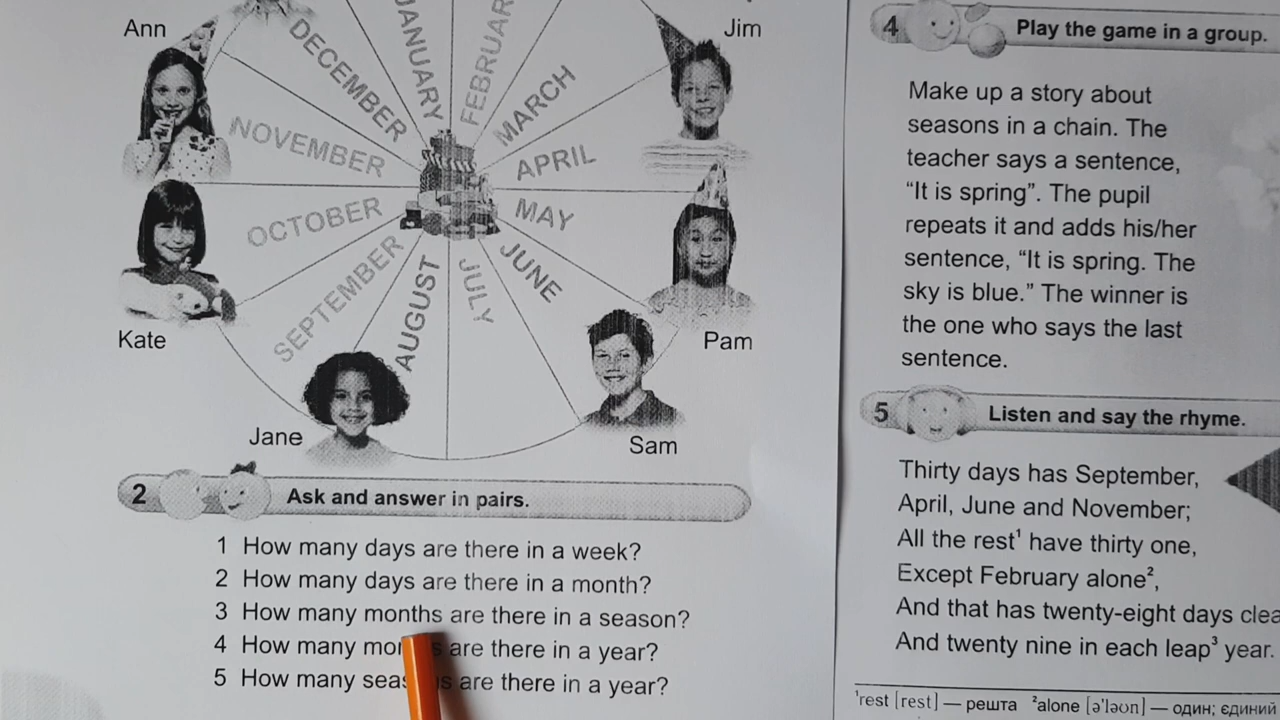 Ann
Jim
DECEMBER
JANUARY
MARCH
NOVEMBER
APRIL
OCTOBER
MAY
SEPTEMBER
AUGUST
JULY
JUNE
Kate
Pam
Jane
Sam
2 Ask and answer in pairs.
1 How many days are there in a week?
2 How many days are there in a month?
3 How many months are there in a season?
4 How many are there in a year?
5 How many are there in a year?
4 Play the game in a group.
Make up a story about
seasons in a chain. The
teacher says a sentence,
“It is spring”. The pupil
repeats it and adds his/her
sentence, “It is spring. The
sky is blue.” The winner is
the one who says the last
sentence.
5 Listen and say the rhyme.
Thirty days has September,
April, June and November;
All the rest¹ have thirty one,
Except February alone²,
And that has twenty-eight days
And twenty nine in each leap³ year.
¹rest [rest] — решта ²alone [ə'ləʊn] — один; єдиний